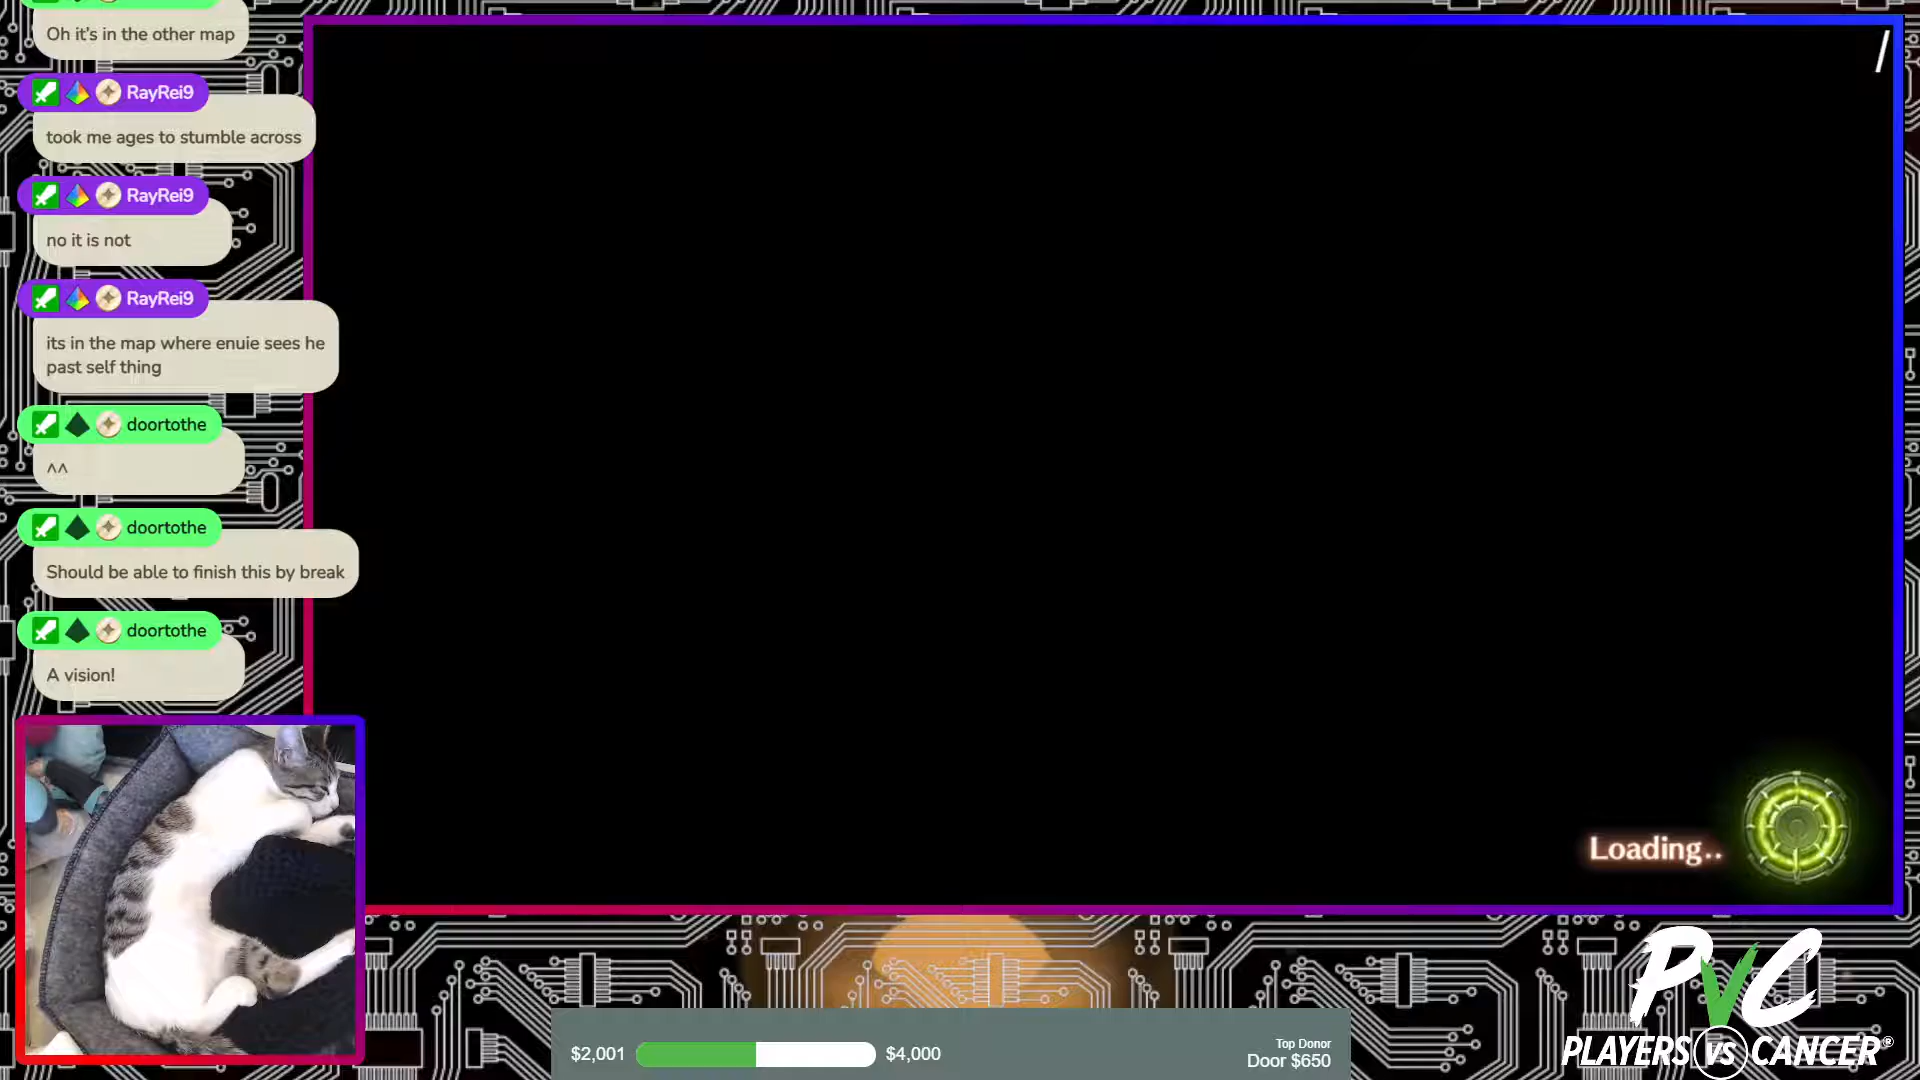 Oh it's in the other map
RayRei9
took me ages to stumble across
RayRei9
no it is not
RayRei9
its in the map where enuie sees he
past self thing
doortothe
^^
doortothe
Should be able to finish this by break
doortothe
A vision!
/
Loading..
$2,001
$4,000
Top Donor
Door $650
PVC
PLAYERS VS CANCER®